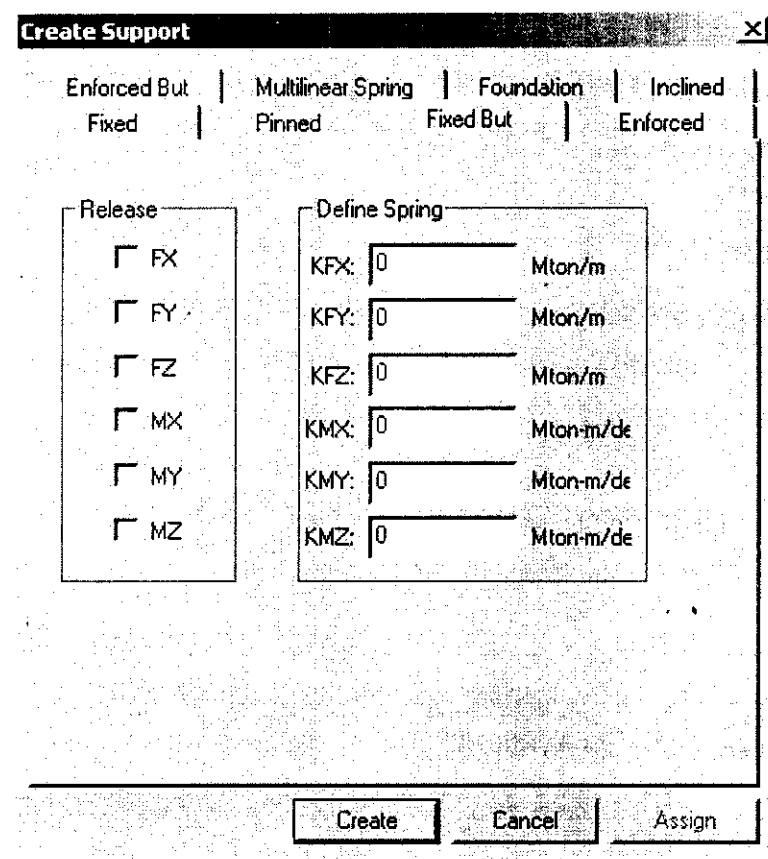 Create Support
Enforced But Multilinear Spring Foundation Inclined
Fixed Pinned Fixed But Enforced
Release Define Spring
FX KFX: 0 Mton/m
FY KFY: 0 Mton/m
FZ KFZ: 0 Mton/m
MX KMX: 0 Mton-m/de
MY KMY: 0 Mton-m/de
MZ KMZ: 0 Mton-m/de
Create Cancel Assign